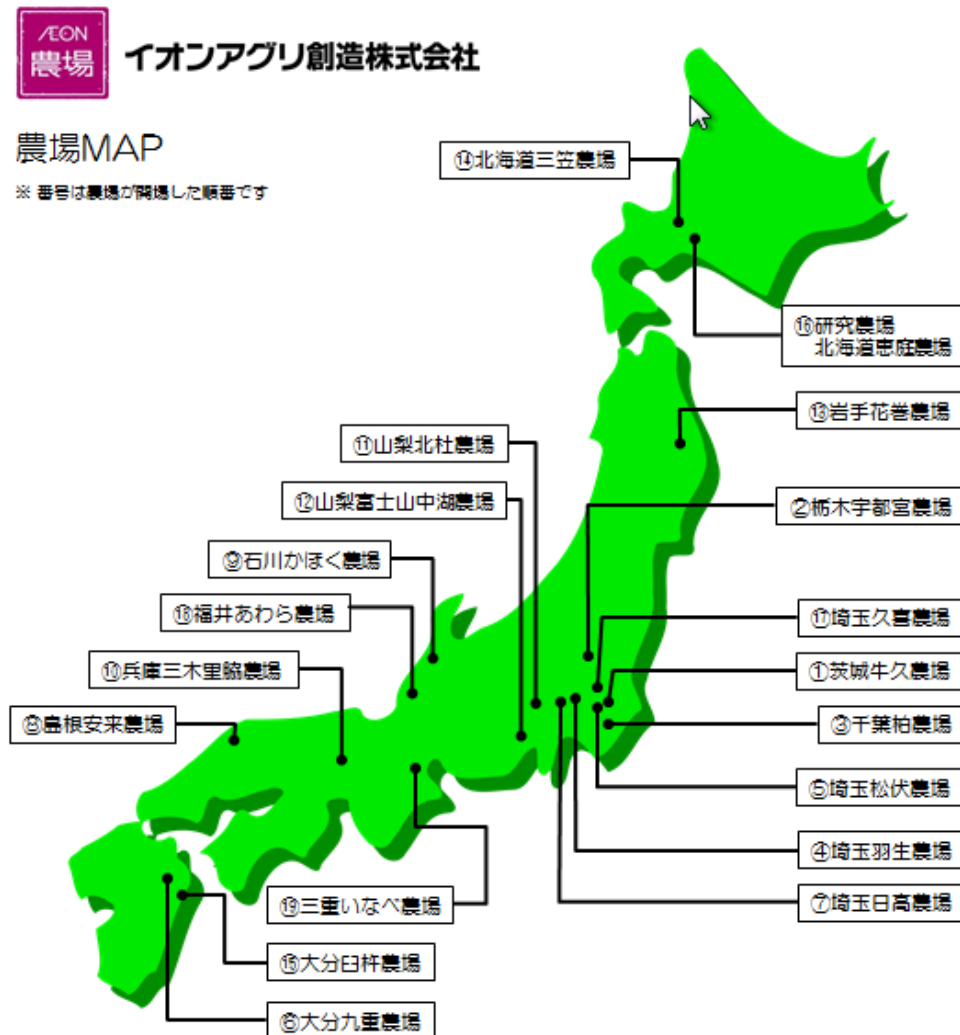 ÆON
農場
イオンアグリ創造株式会社
農場MAP
※ 番号は農場が開場した順番です
⑭北海道三笠農場
⑯研究農場
北海道恵庭農場
⑬岩手花巻農場
⑪山梨北杜農場
⑫山梨富士山中湖農場
②栃木宇都宮農場
⑨石川かほく農場
⑱福井あわら農場
⑰埼玉久喜農場
⑩兵庫三木里脇農場
①茨城牛久農場
⑧島根安来農場
③千葉柏農場
⑤埼玉松伏農場
④埼玉羽生農場
⑲三重いなべ農場
⑦埼玉日高農場
⑮大分臼杵農場
⑥大分九重農場